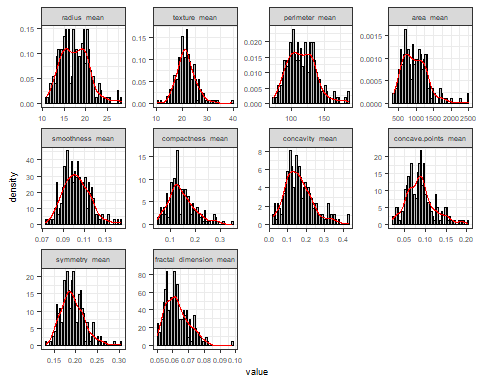 radius_mean texture_mean perimeter_mean area_mean
0.15 0.10 0.05 0.00
10 15 20 25
0.15 0.10 0.05 0.00
10 20 30 40
0.020 0.015 0.010 0.005 0.000
100 150
0.0015 0.0010 0.0005 0.0000
500 1000 1500 2000 2500
smoothness_mean compactness_mean concavity_mean concave.points_mean
40 30 20 10 0
0.07 0.09 0.11 0.13
15 10 5 0
0.1 0.2 0.3
8 6 4 2 0
0.0 0.1 0.2 0.3 0.4
20 15 10 5 0
0.05 0.10 0.15 0.20
symmetry_mean fractal_dimension_mean
20 15 10 5 0
0.15 0.20 0.25 0.30
80 60 40 20 0
0.05 0.06 0.07 0.08 0.09 0.10
density
value